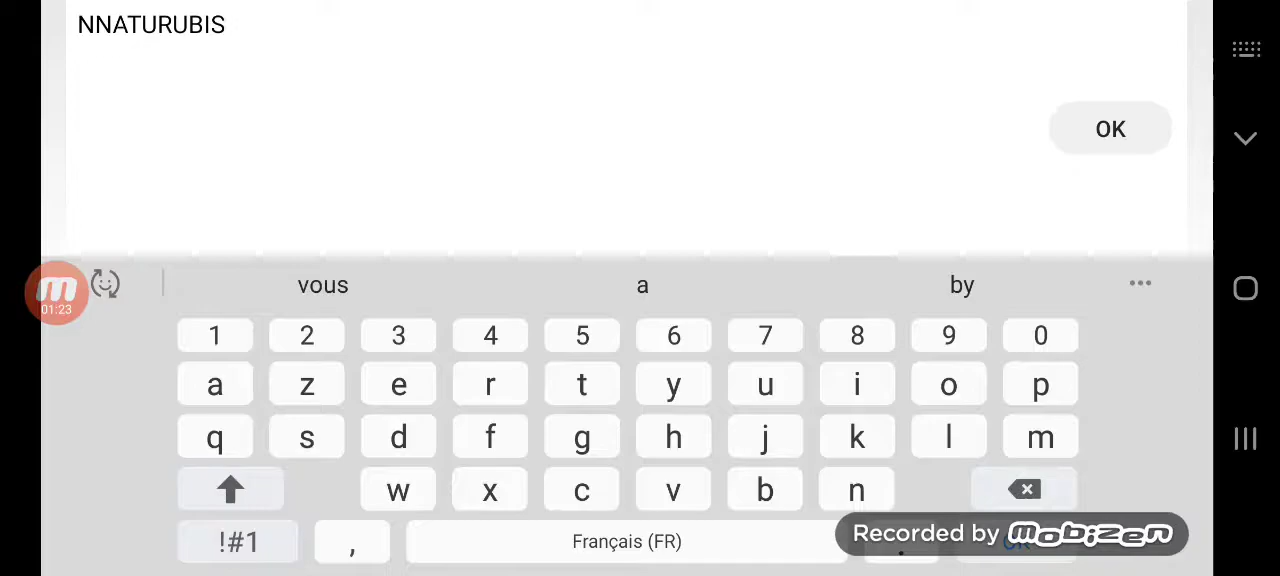 NNATURUBIS
OK
01:23
vous a by
1 2 3 4 5 6 7 8 9 0
a z e r t y u i o p
q s d f g h j k l m
w x c v b n
!#1 , Français (FR) .
Recorded by mobizen